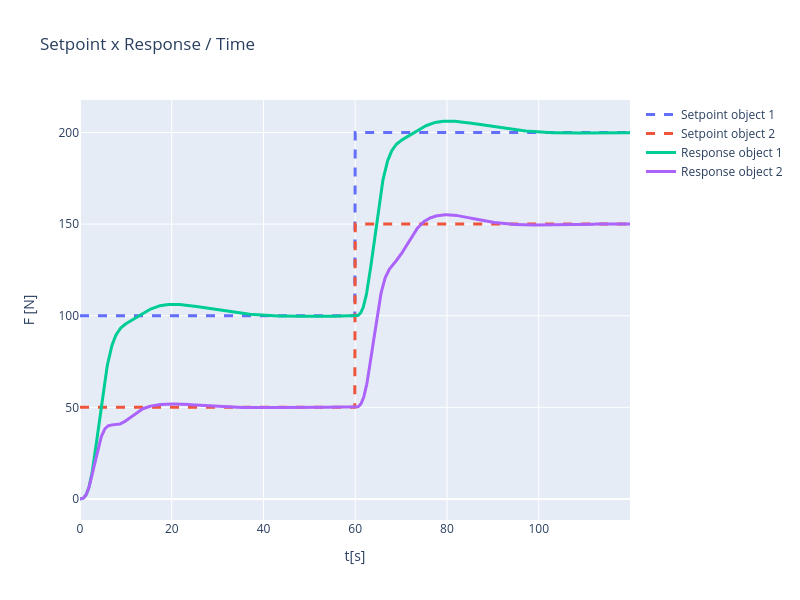 Setpoint x Response / Time
Setpoint object 1
Setpoint object 2
Response object 1
Response object 2
200
150
100
50
0
F [N]
0 20 40 60 80 100
t[s]